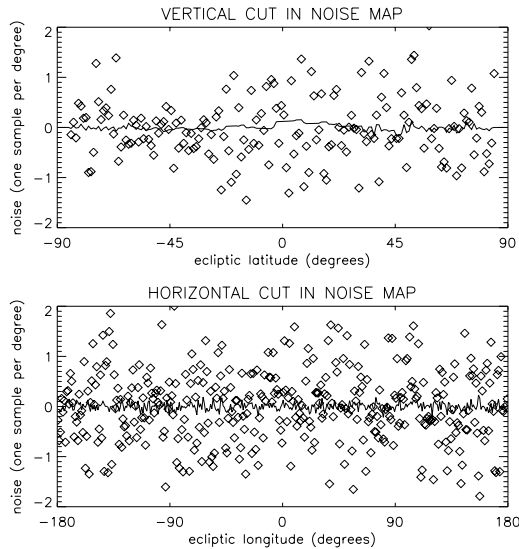 VERTICAL CUT IN NOISE MAP
2
1
0
−1
−2
noise (one sample per degree)
−90 −45 0 45 90
ecliptic latitude (degrees)
HORIZONTAL CUT IN NOISE MAP
2
1
0
−1
−2
noise (one sample per degree)
−180 −90 0 90 180
ecliptic longitude (degrees)